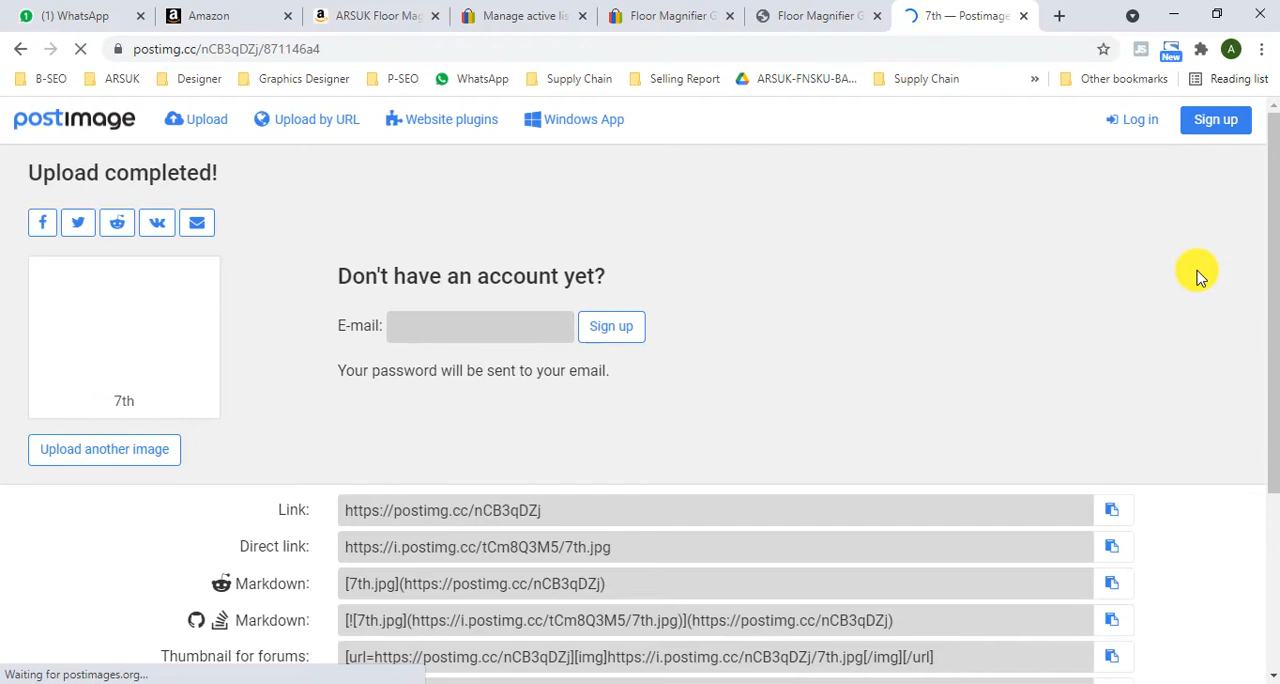 (1) WhatsApp
Amazon
ARSUK Floor Mag
Manage active lis
Floor Magnifier G
Floor Magnifier G
7th — Postimage
postimg.cc/nCB3qDZj/871146a4
New
A
B-SEO
ARSUK
Designer
Graphics Designer
P-SEO
WhatsApp
Supply Chain
Selling Report
ARSUK-FNSKU-BA...
Supply Chain
»
Other bookmarks
Reading list
postimage
Upload
Upload by URL
Website plugins
Windows App
Log in
Sign up
Upload completed!
Don't have an account yet?
E-mail:
Sign up
Your password will be sent to your email.
7th
Upload another image
Link: https://postimg.cc/nCB3qDZj
Direct link: https://i.postimg.cc/tCm8Q3M5/7th.jpg
Markdown: [7th.jpg](https://postimg.cc/nCB3qDZj)
Markdown: [![7th.jpg](https://i.postimg.cc/tCm8Q3M5/7th.jpg)](https://postimg.cc/nCB3qDZj)
Thumbnail for forums: [url=https://postimg.cc/nCB3qDZj][img]https://i.postimg.cc/nCB3qDZj/7th.jpg[/img][/url]
Waiting for postimages.org...